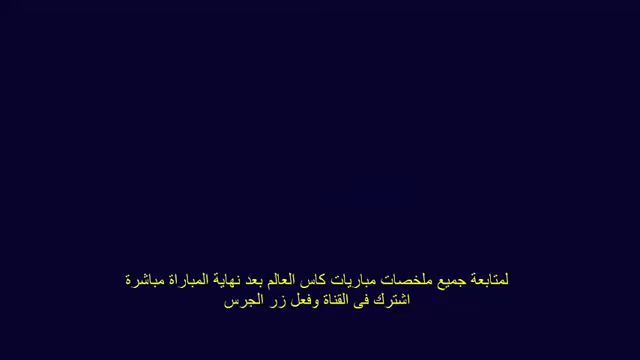 لمتابعة جميع ملخصات مباريات كاس العالم بعد نهاية المباراة مباشرة
اشترك فى القناة وفعل زر الجرس